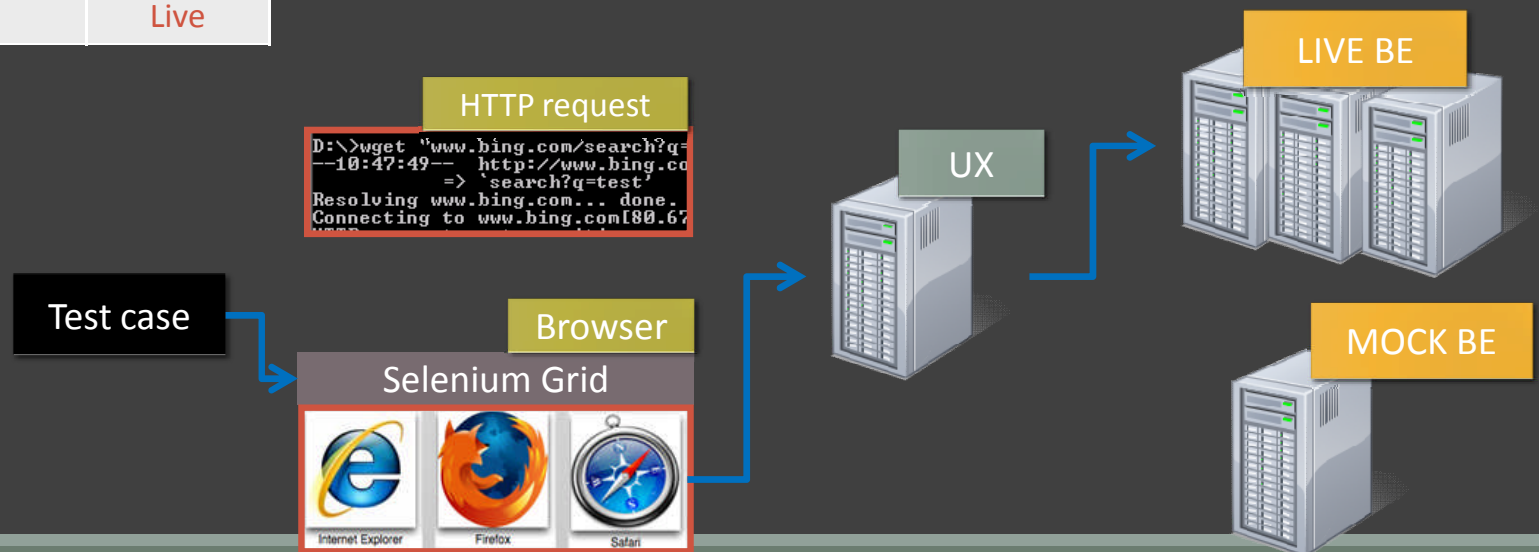 Live
LIVE BE
HTTP request
D:\>wget "www.bing.com/search?q=
--10:47:49-- http://www.bing.co
=> `search?q=test'
Resolving www.bing.com... done.
Connecting to www.bing.com[80.67
UX
Test case
Browser
MOCK BE
Selenium Grid
Internet Explorer
Firefox
Safari